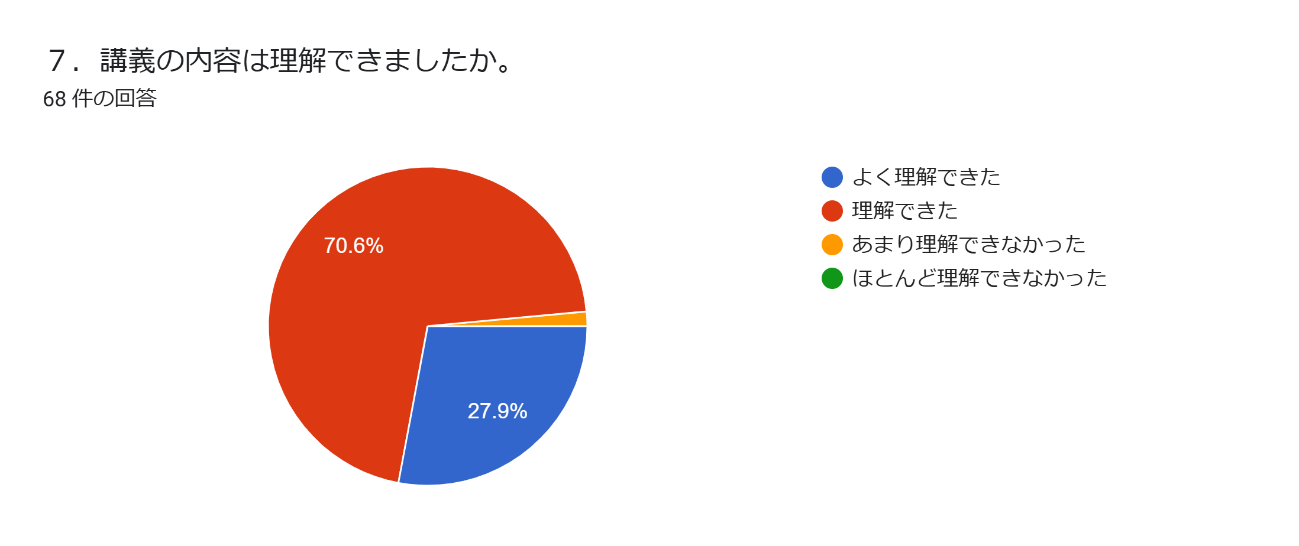 ７．講義の内容は理解できましたか。
68 件の回答
よく理解できた
理解できた
あまり理解できなかった
ほとんど理解できなかった
70.6%
27.9%